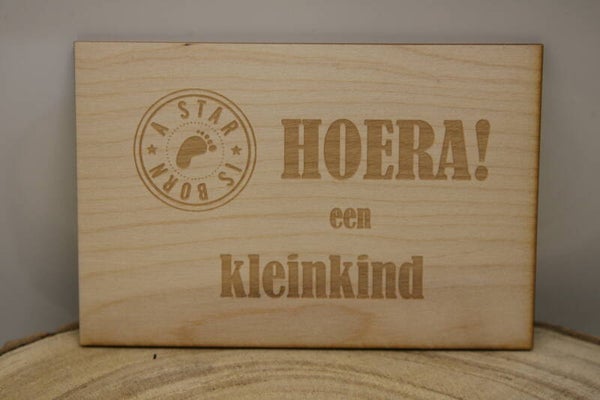 A STAR
IS BORN
HOERA!
een
kleinkind